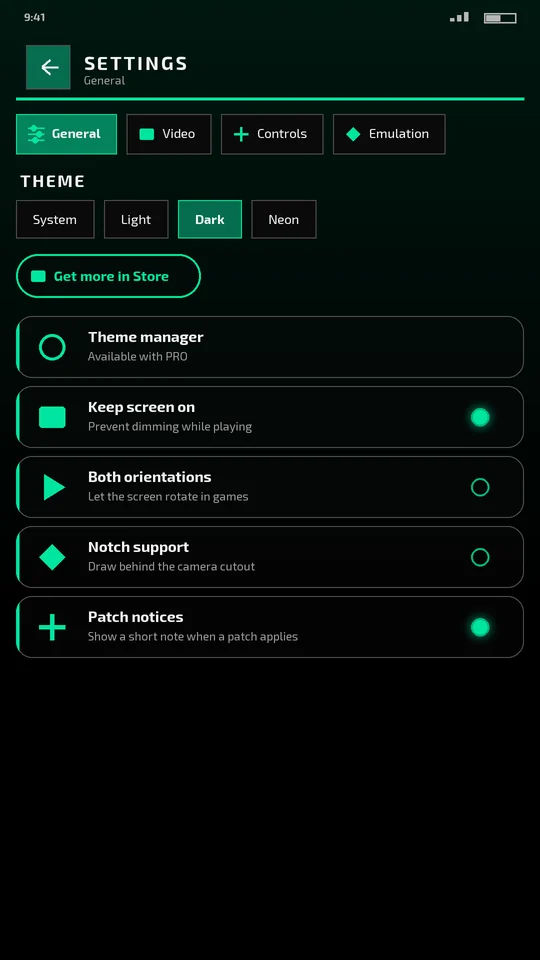 9:41
SETTINGS
General
General
Video
Controls
Emulation
THEME
System
Light
Dark
Neon
Get more in Store
Theme manager
Available with PRO
Keep screen on
Prevent dimming while playing
Both orientations
Let the screen rotate in games
Notch support
Draw behind the camera cutout
Patch notices
Show a short note when a patch applies